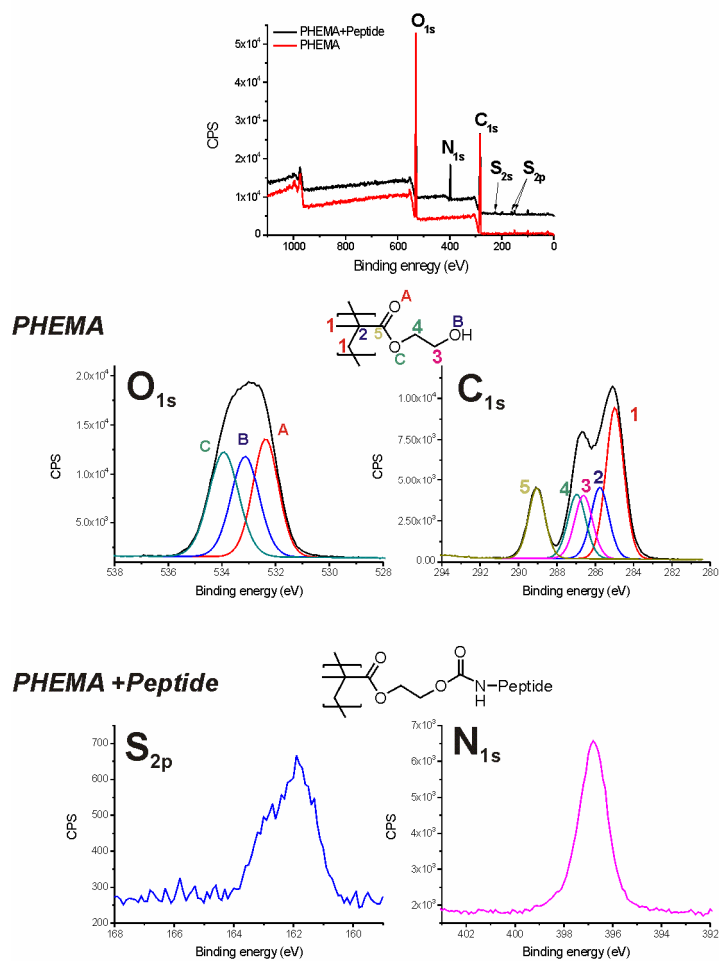 PHEMA+Peptide
PHEMA
O1s
C1s
N1s
S2s
S2p
CPS
5x10⁴
4x10⁴
3x10⁴
2x10⁴
1x10⁴
0
1000 800 600 400 200 0
Binding enregy (eV)
PHEMA
O A
1 2 5 4 B OH
1 O C 3
O1s
C1s
CPS
2.0x10⁴
1.5x10⁴
1.0x10⁴
5.0x10³
C B A
538 536 534 532 530 528
Binding energy (eV)
CPS
1.00x10⁴
7.50x10³
5.00x10³
2.50x10³
0.00
5 4 3 2 1
294 292 290 288 286 284 282 280
Binding energy (eV)
PHEMA +Peptide
O O
O O N Peptide
H
S2p
N1s
CPS
700
600
500
400
300
200
168 166 164 162 160
Binding energy (eV)
CPS
7x10³
6x10³
5x10³
4x10³
3x10³
2x10³
402 400 398 396 394 392
Binding energy (eV)